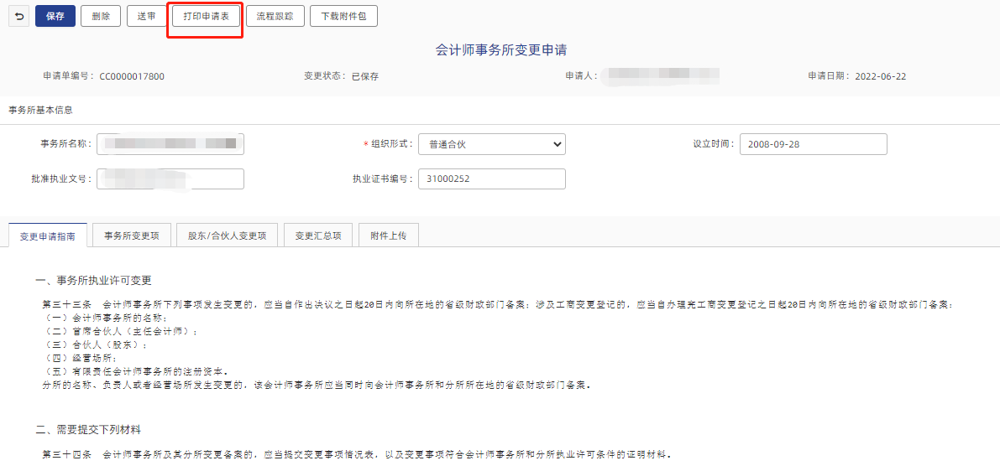 保存 删除 送审 打印申请表 流程跟踪 下载附件包
会计师事务所变更申请
申请单编号: CC0000017800 变更状态: 已保存 申请人: 申请日期: 2022-06-22
事务所基本信息
事务所名称: * 组织形式: 普通合伙 设立时间: 2008-09-28
批准执业文号: 执业证书编号: 31000252
变更申请指南 事务所变更项 股东/合伙人变更项 变更汇总项 附件上传
一、事务所执业许可变更
第三十三条 会计师事务所下列事项发生变更的, 应当自作出决议之日起20日内向所在地的省级财政部门备案; 涉及工商变更登记的, 应当自办理完工商变更登记之日起20日内向所在地的省级财政部门备案:
(一) 会计师事务所的名称;
(二) 首席合伙人 (主任会计师);
(三) 合伙人 (股东);
(四) 经营场所;
(五) 有限责任会计师事务所的注册资本.
分所的名称、负责人或者经营场所发生变更的, 该会计师事务所应当同时向会计师事务所和分所所在地的省级财政部门备案.
二、需要提交下列材料
第三十四条 会计师事务所及其分所变更备案的, 应当提交变更事项情况表, 以及变更事项符合会计师事务所和分所执业许可条件的证明材料.